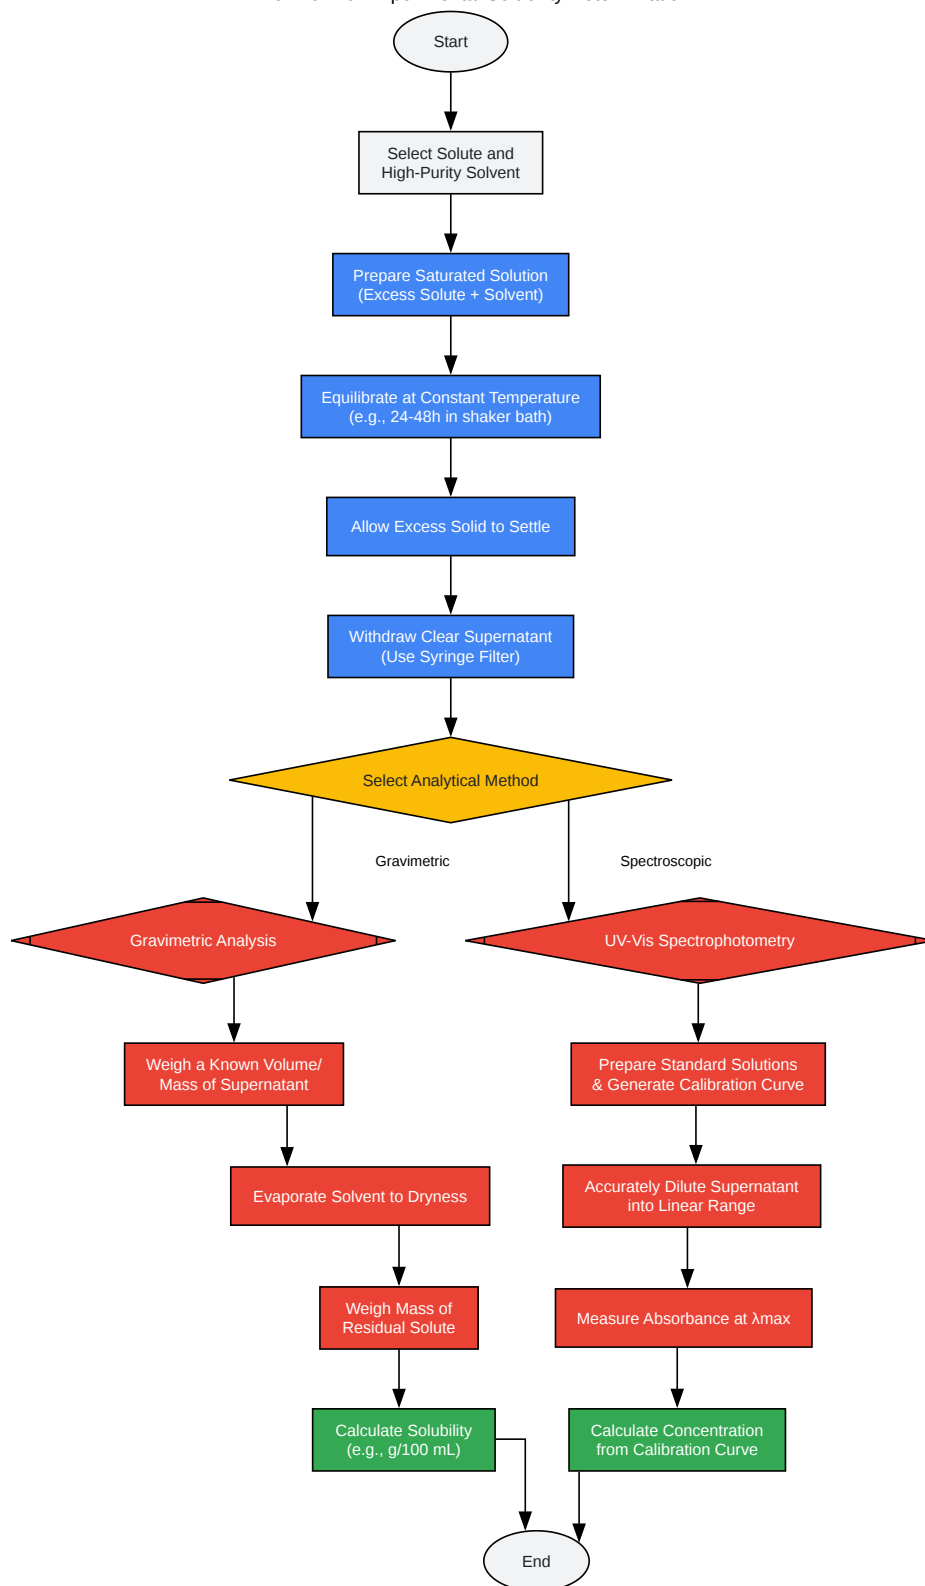 Start
Select Solute and
High-Purity Solvent
Prepare Saturated Solution
(Excess Solute + Solvent)
Equilibrate at Constant Temperature
(e.g., 24-48h in shaker bath)
Allow Excess Solid to Settle
Withdraw Clear Supernatant
(Use Syringe Filter)
Select Analytical Method
Gravimetric
Spectroscopic
Gravimetric Analysis
UV-Vis Spectrophotometry
Weigh a Known Volume/
Mass of Supernatant
Prepare Standard Solutions
& Generate Calibration Curve
Evaporate Solvent to Dryness
Accurately Dilute Supernatant
into Linear Range
Weigh Mass of
Residual Solute
Measure Absorbance at λmax
Calculate Solubility
(e.g., g/100 mL)
Calculate Concentration
from Calibration Curve
End